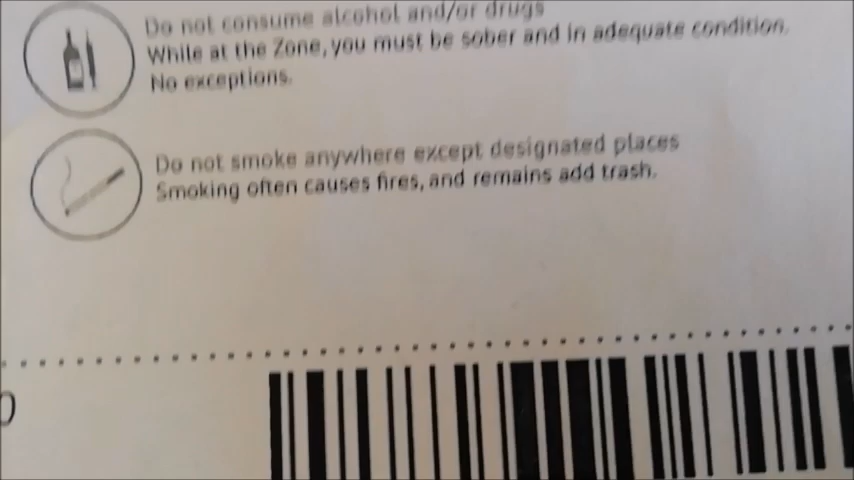 Do not consume alcohol and/or drugs
While at the Zone, you must be sober and in adequate condition.
No exceptions.
Do not smoke anywhere except designated places
Smoking often causes fires, and remains add trash.
0